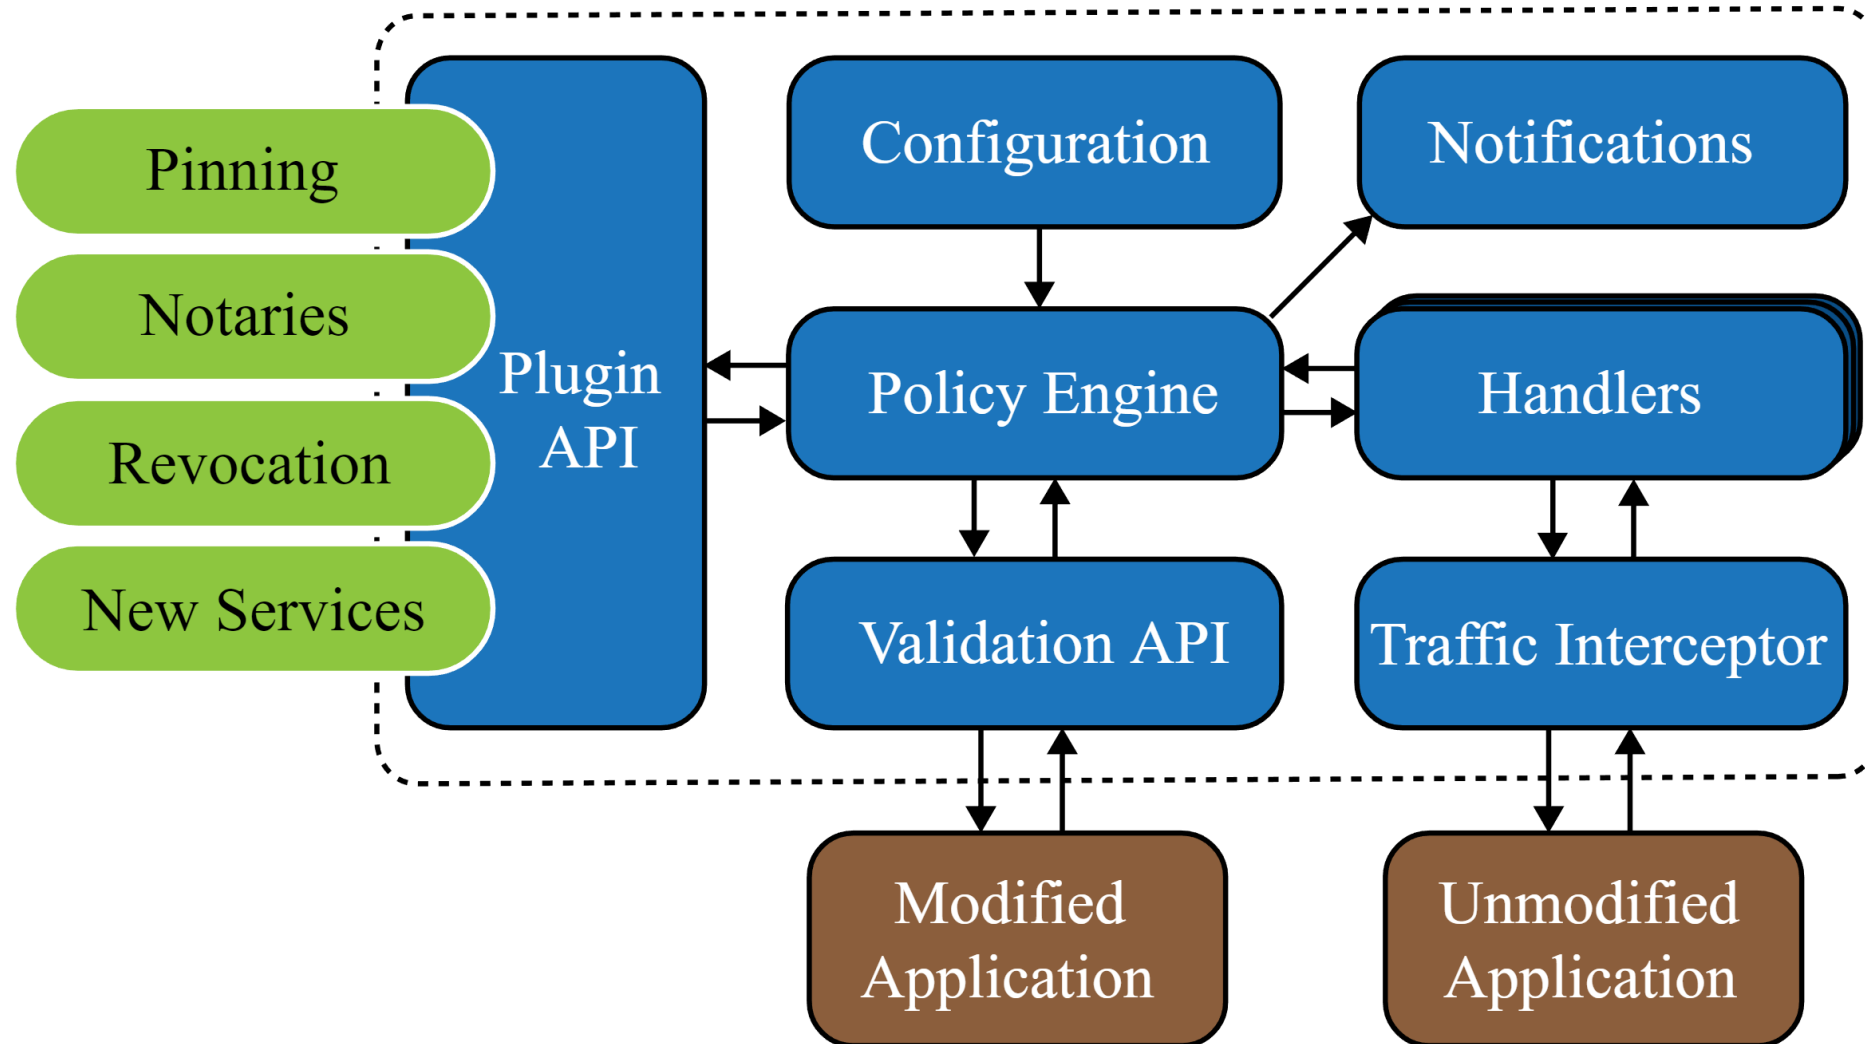 Pinning
Notaries
Revocation
New Services
Plugin
API
Configuration
Notifications
Policy Engine
Handlers
Validation API
Traffic Interceptor
Modified
Application
Unmodified
Application